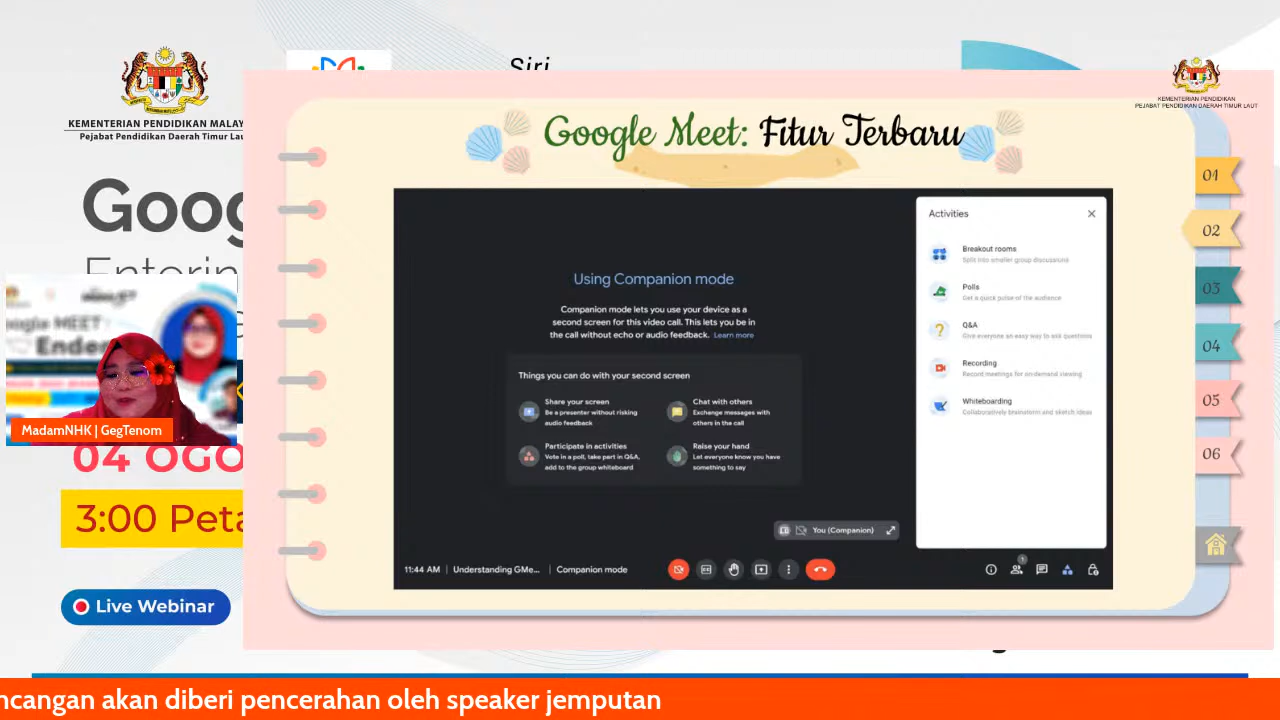 KEMENTERIAN PENDIDIKAN MALAY
Pejabat Pendidikan Daerah Timur Lau
Siri
KEMENTERIAN PENDIDIKAN
PEJABAT PENDIDIKAN DAERAH TIMUR LAUT
Goog
Enterin
Google MEET
MadamNHK | GegTenom
04 OGO
3:00 Peta
Live Webinar
Google Meet: Fitur Terbaru
01
02
03
04
05
06
Using Companion mode
Companion mode lets you use your device as a
second screen for this video call. This lets you be in
the call without echo or audio feedback. Learn more
Things you can do with your second screen
Share your screen
Be a presenter without risking
audio feedback
Chat with others
Exchange messages with
others in the call
Participate in activities
Vote in a poll, take part in Q&A,
add to the group whiteboard
Raise your hand
Let everyone know you have
something to say
You (Companion)
11:44 AM | Understanding GMe... | Companion mode
1
Activities
Breakout rooms
Split into smaller group discussions
Polls
Get a quick pulse of the audience
Q&A
Give everyone an easy way to ask questions
Recording
Record meetings for on-demand viewing
Whiteboarding
Collaboratively brainstorm and sketch ideas
ncangan akan diberi pencerahan oleh speaker jemputan